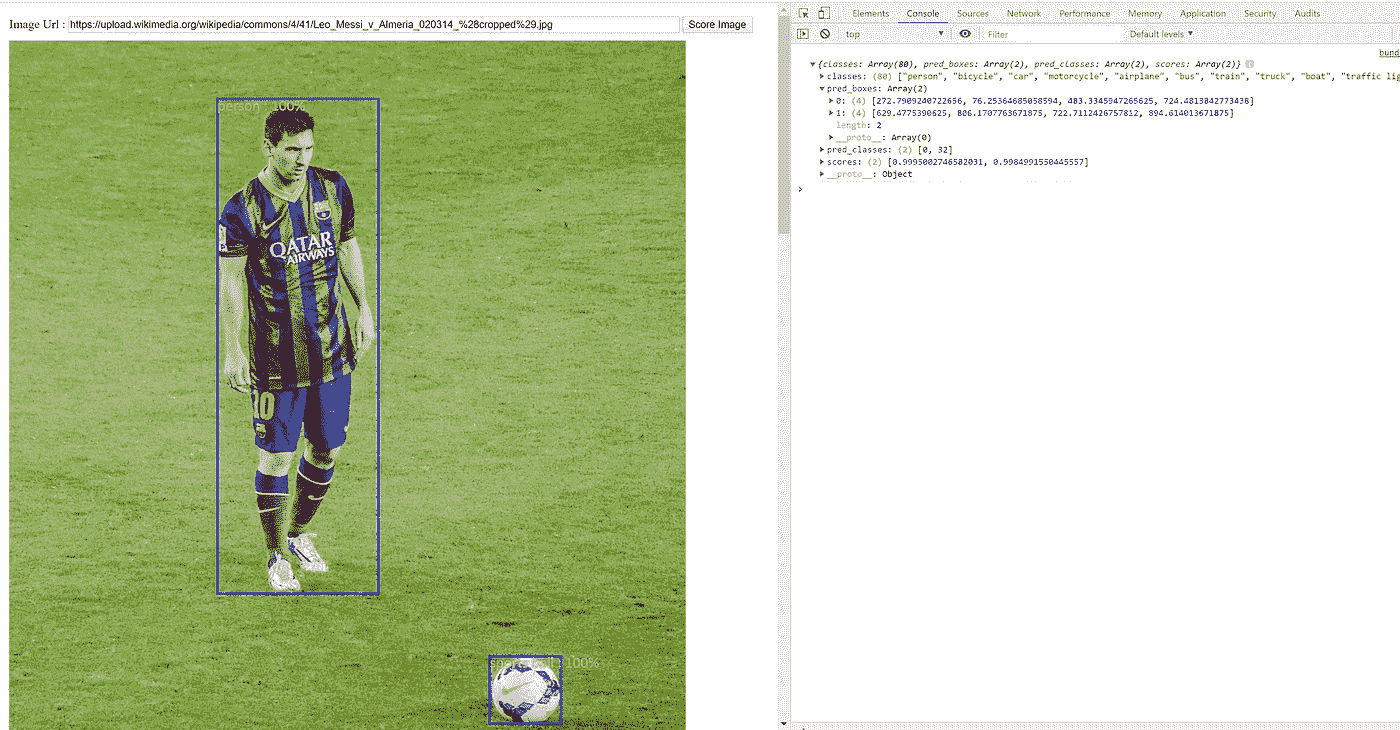 Image Url : https://upload.wikimedia.org/wikipedia/commons/4/41/Leo_Messi_v_Almeria_020314_%28cropped%29.jpg Score Image
person : 100%
QATAR
AIRWAYS
10
100%
Elements Console Sources Network Performance Memory Application Security Audits
top Filter Default levels ▼
bund
▼{classes: Array(80), pred_boxes: Array(2), pred_classes: Array(2), scores: Array(2)}
▶classes: (80) ["person", "bicycle", "car", "motorcycle", "airplane", "bus", "train", "truck", "boat", "traffic lig
▼pred_boxes: Array(2)
▶0: (4) [272.7909240722656, 76.25364685058594, 483.3345947265625, 724.4813042773438]
▶1: (4) [629.4775390625, 806.1707763671875, 722.7112426757812, 894.614013671875]
length: 2
▶__proto__: Array(0)
▶pred_classes: (2) [0, 32]
▶scores: (2) [0.9995002746582031, 0.9984991550445557]
▶__proto__: Object
>